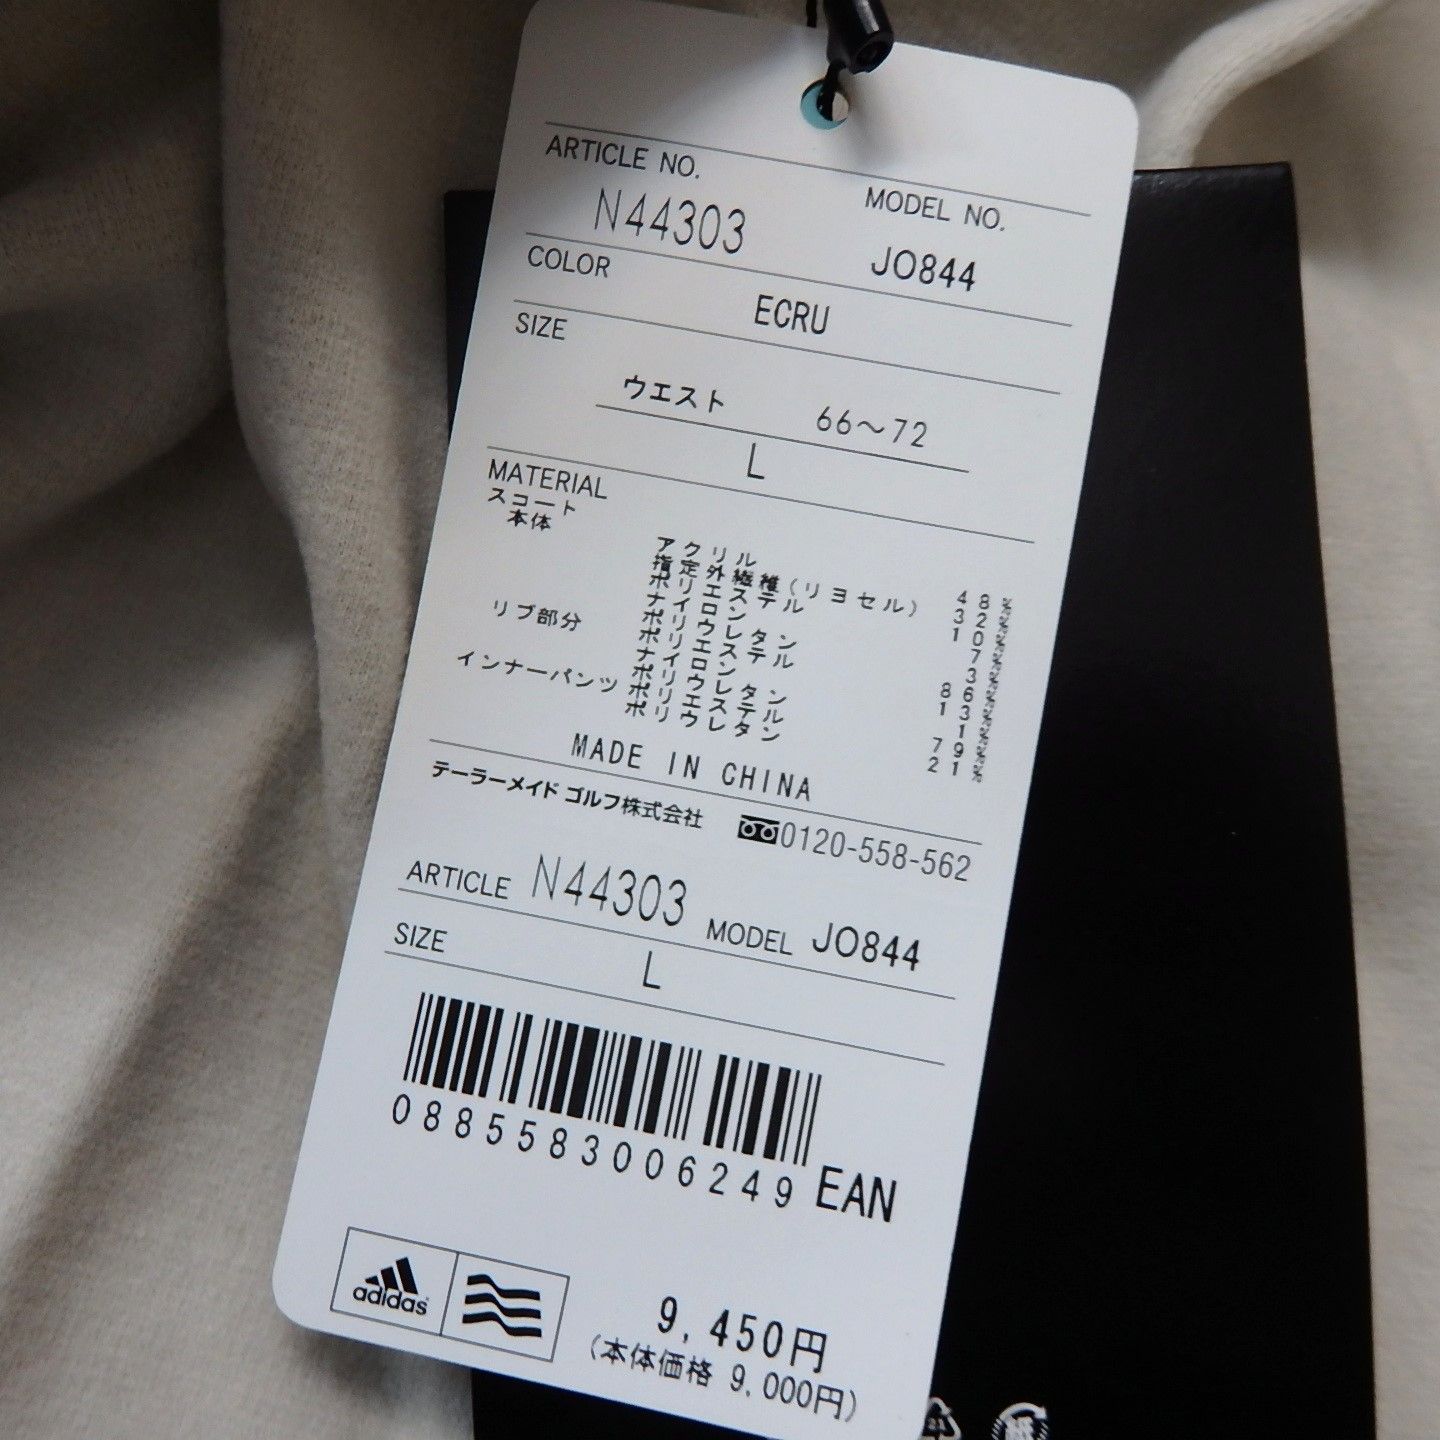 ARTICLE NO. MODEL NO.
N44303 JO844
COLOR
ECRU
SIZE
ウエスト 66～72
L
MATERIAL
スコート
本体
アクリル 48%
指定外繊維(リヨセル) 32%
ポリエステル 10%
ナイロン 7%
ポリウレタン 3%
リブ部分 ポリエステル 86%
ナイロン 13%
ポリウレタン 1%
インナーパンツ ポリエステル 79%
ポリウレタン 21%
MADE IN CHINA
テーラーメイド ゴルフ株式会社 0120-558-562
ARTICLE N44303 MODEL JO844
SIZE L
0885583006249 EAN
adidas
9,450円
(本体価格 9,000円)